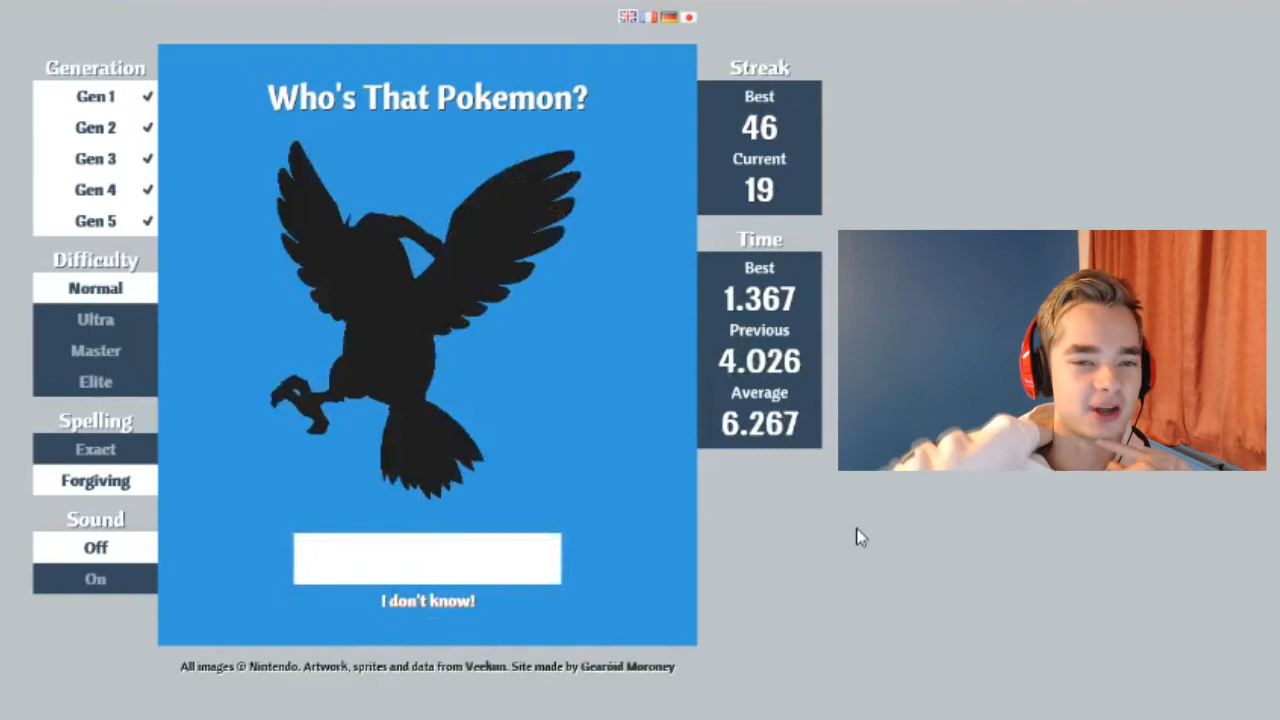 Generation
Gen 1
Gen 2
Gen 3
Gen 4
Gen 5
Difficulty
Normal
Ultra
Master
Elite
Spelling
Exact
Forgiving
Sound
Off
On
Who's That Pokemon?
I don't know!
Streak
Best
46
Current
19
Time
Best
1.367
Previous
4.026
Average
6.267
All images © Nintendo. Artwork, sprites and data from Veekun. Site made by Gearóid Moroney